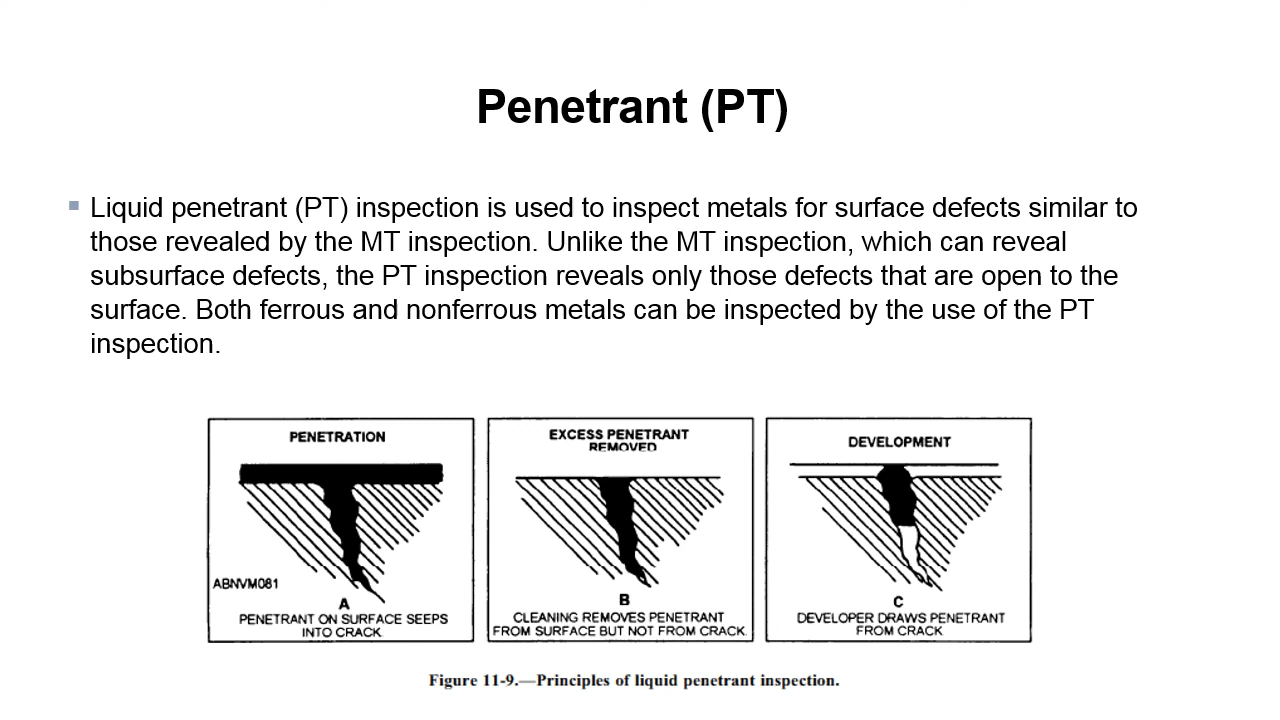 Penetrant (PT)
Liquid penetrant (PT) inspection is used to inspect metals for surface defects similar to
those revealed by the MT inspection. Unlike the MT inspection, which can reveal
subsurface defects, the PT inspection reveals only those defects that are open to the
surface. Both ferrous and nonferrous metals can be inspected by the use of the PT
inspection.
PENETRATION
ABNVM081
A
PENETRANT ON SURFACE SEEPS
INTO CRACK
EXCESS PENETRANT
REMOVED
B
CLEANING REMOVES PENETRANT
FROM SURFACE BUT NOT FROM CRACK.
DEVELOPMENT
C
DEVELOPER DRAWS PENETRANT
FROM CRACK
Figure 11-9.—Principles of liquid penetrant inspection.